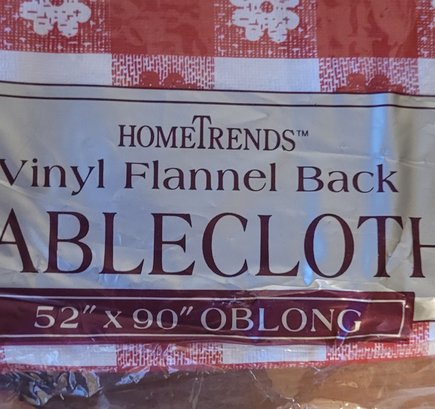 HOMETRENDS™
Vinyl Flannel Back
ABLECLOTH
52" x 90" OBLONG